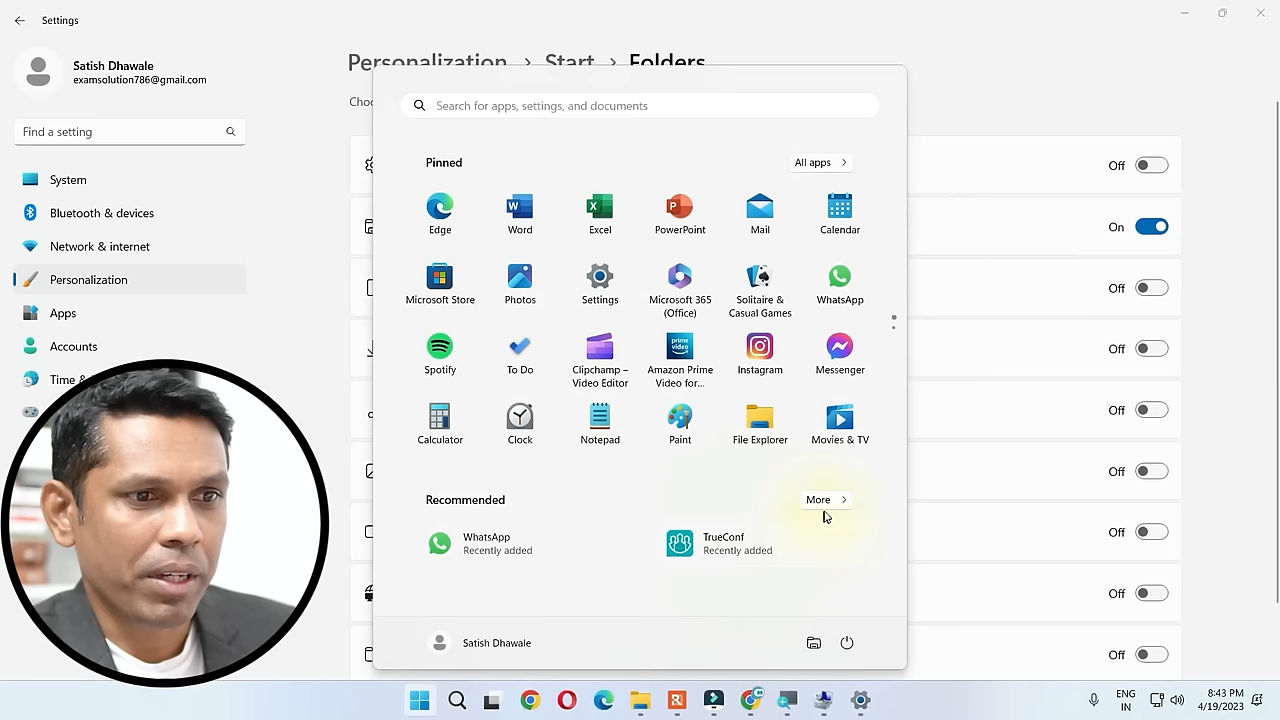 Settings
Satish Dhawale
examsolution786@gmail.com
Find a setting
System
Bluetooth & devices
Network & internet
Personalization
Apps
Accounts
Time &
Personalization > Start > Folders
Choo
Search for apps, settings, and documents
Pinned
All apps >
Edge
Word
Excel
PowerPoint
Mail
Calendar
Microsoft Store
Photos
Settings
Microsoft 365
(Office)
Solitaire &
Casual Games
WhatsApp
Spotify
To Do
Clipchamp –
Video Editor
prime
video
Amazon Prime
Video for...
Instagram
Messenger
Calculator
Clock
Notepad
Paint
File Explorer
Movies & TV
Recommended
More >
WhatsApp
Recently added
TrueConf
Recently added
Satish Dhawale
Off
On
Off
Off
Off
Off
Off
Off
Off
ENG
IN
8:43 PM
4/19/2023